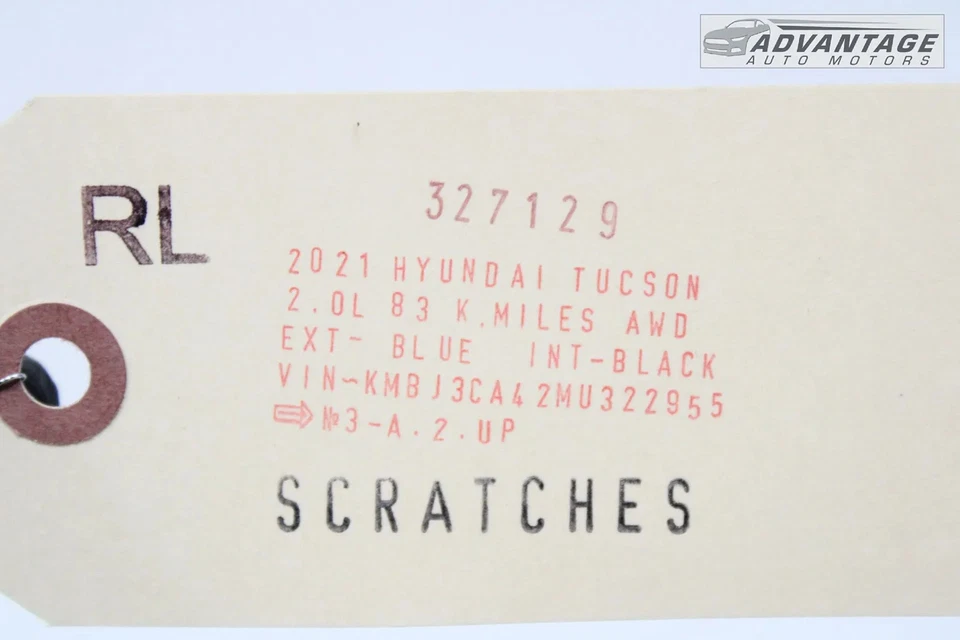 ADVANTAGE
AUTO MOTORS
RL
327129
2021 HYUNDAI TUCSON
2.0L 83 K.MILES AWD
EXT- BLUE INT-BLACK
VIN~KMBJ3CA42MU322955
⇨ №3-A.2.UP
SCRATCHES